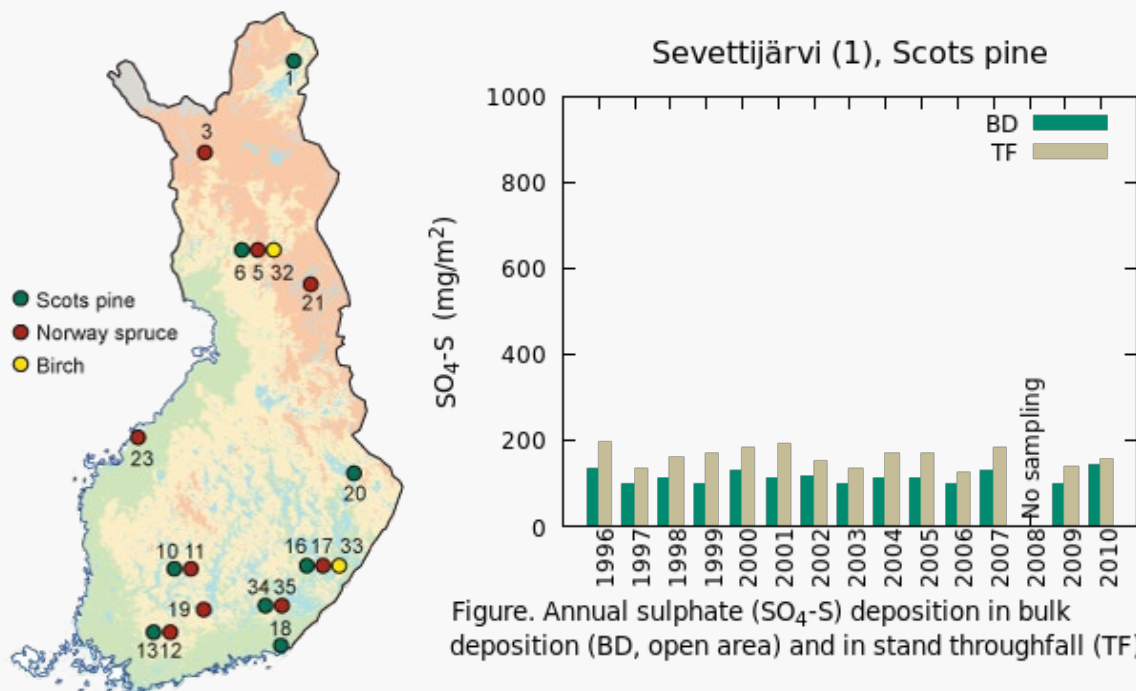 1
3
6 5 32
21
Scots pine
Norway spruce
Birch
23
20
10 11
16 17 33
34 35
19
18
13 12
Sevettijärvi (1), Scots pine
SO₄-S (mg/m²)
1000
800
600
400
200
0
BD
TF
No sampling
1996 1997 1998 1999 2000 2001 2002 2003 2004 2005 2006 2007 2008 2009 2010
Figure. Annual sulphate (SO₄-S) deposition in bulk
deposition (BD, open area) and in stand throughfall (TF)